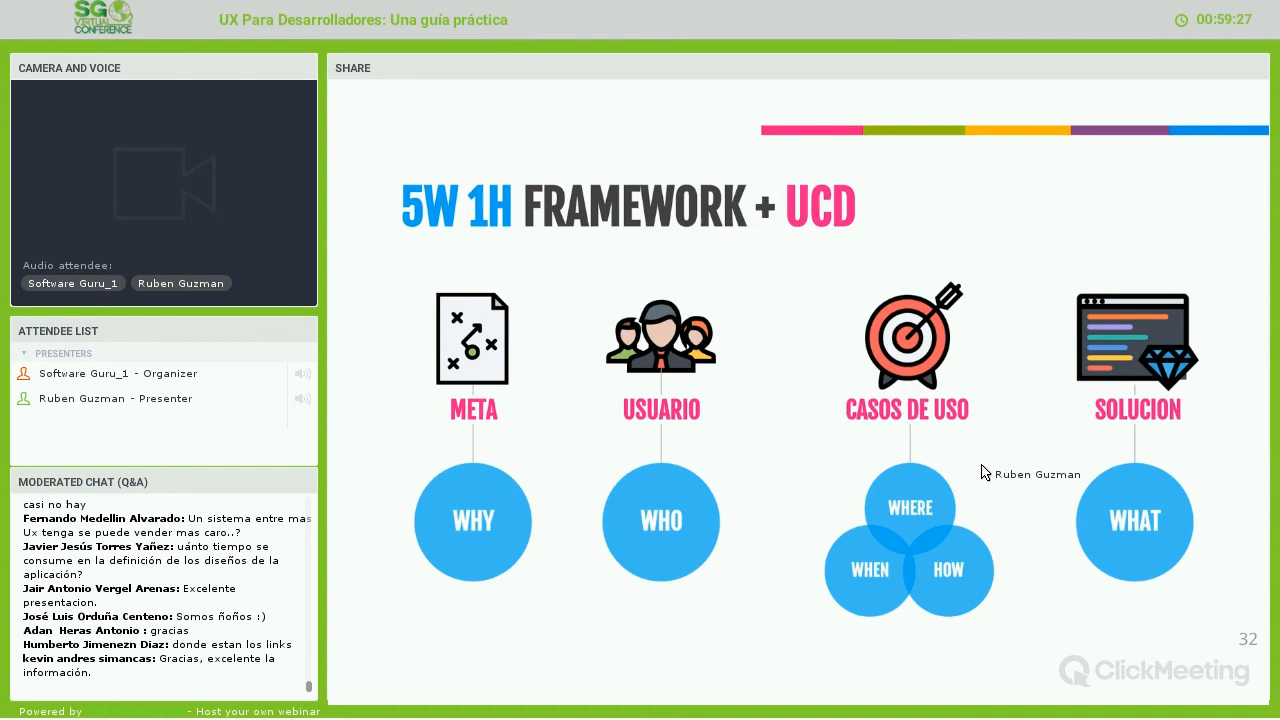 SG
VIRTUAL
CONFERENCE
UX Para Desarrolladores: Una guía práctica
00:59:27
CAMERA AND VOICE
Audio attendee:
Software Guru_1
Ruben Guzman
ATTENDEE LIST
PRESENTERS
Software Guru_1 - Organizer
Ruben Guzman - Presenter
MODERATED CHAT (Q&A)
casi no hay
Fernando Medellin Alvarado: Un sistema entre mas
Ux tenga se puede vender mas caro..?
Javier Jesús Torres Yañez: uánto tiempo se
consume en la definición de los diseños de la
aplicación?
Jair Antonio Vergel Arenas: Excelente
presentacion.
José Luis Orduña Centeno: Somos ñoños :)
Adan Heras Antonio : gracias
Humberto Jimenezn Diaz: donde estan los links
kevin andres simancas: Gracias, excelente la
información.
Powered by - Host your own webinar
SHARE
5W 1H FRAMEWORK + UCD
META
USUARIO
CASOS DE USO
SOLUCION
WHY
WHO
WHERE
WHEN
HOW
WHAT
Ruben Guzman
32
ClickMeeting